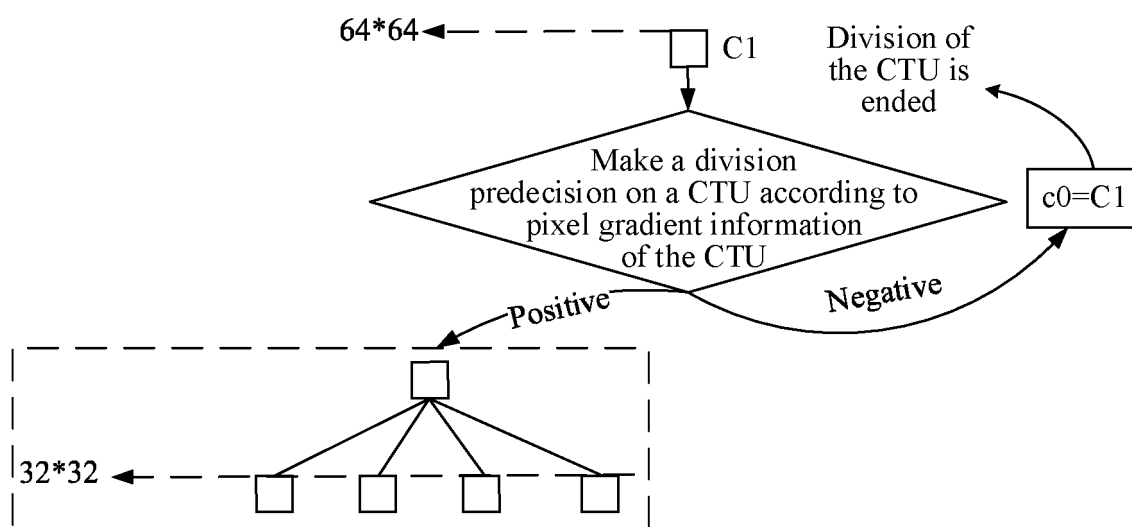 64*64
C1
Division of
the CTU is
ended
Make a division
predecision on a CTU according to
pixel gradient information
of the CTU
c0=C1
Positive
Negative
32*32